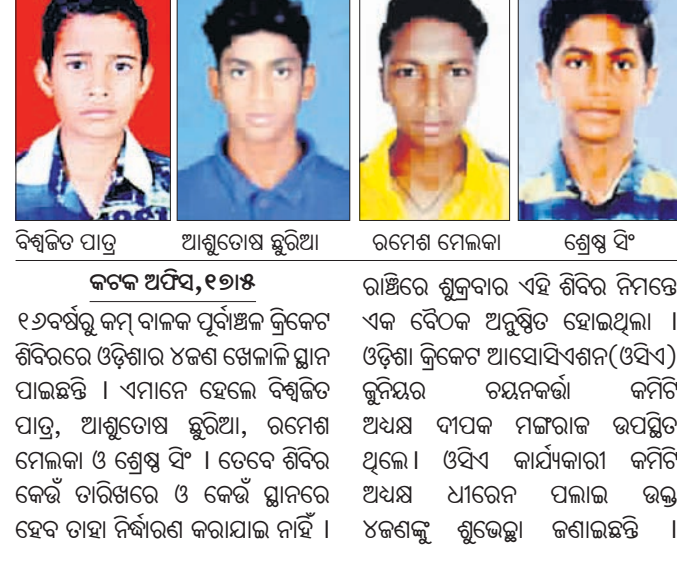 ବିଶ୍ୱଜିତ ପାତ୍ର
ଆଶୁତୋଷ ଛୁରିଆ
ରମେଶ ମେଲକା
ଶ୍ରେଷ୍ଠ ସିଂ
କଟକ ଅଫିସ,୧୭ା୫
୧୬ବର୍ଷରୁ କମ୍ ବାଳକ ପୂର୍ବାଞ୍ଚଳ କ୍ରିକେଟ
ଶିବିରରେ ଓଡ଼ିଶାର ୪ଜଣ ଖେଳାଳି ସ୍ଥାନ
ପାଇଛନ୍ତି । ଏମାନେ ହେଲେ ବିଶ୍ୱଜିତ
ପାତ୍ର, ଆଶୁତୋଷ ଛୁରିଆ, ରମେଶ
ମେଲକା ଓ ଶ୍ରେଷ୍ଠ ସିଂ । ତେବେ ଶିବିର
କେଉଁ ତାରିଖରେ ଓ କେଉଁ ସ୍ଥାନରେ
ହେବ ତାହା ନିର୍ଦ୍ଧାରଣ କରାଯାଇ ନାହିଁ ।
ରାଞ୍ଚିରେ ଶୁକ୍ରବାର ଏହି ଶିବିର ନିମନ୍ତେ
ଏକ ବୈଠକ ଅନୁଷ୍ଠିତ ହୋଇଥିଲା ।
ଓଡ଼ିଶା କ୍ରିକେଟ ଆସୋସିଏଶନ(ଓସିଏ)
ଜୁନିୟର ଚୟନକର୍ତ୍ତା କମିଟି
ଅଧ୍ୟକ୍ଷ ଦୀପକ ମଙ୍ଗରାଜ ଉପସ୍ଥିତ
ଥିଲେ। ଓସିଏ କାର୍ଯ୍ୟକାରୀ କମିଟି
ଅଧ୍ୟକ୍ଷ ଧୀରେନ ପଲାଇ ଉକ୍ତ
୪ଜଣଙ୍କୁ ଶୁଭେଚ୍ଛା ଜଣାଇଛନ୍ତି ।